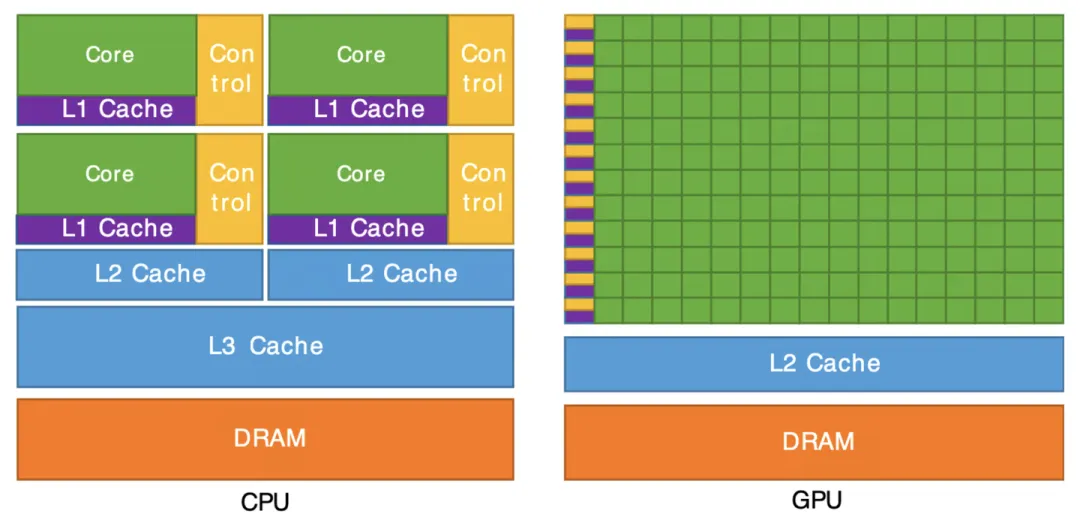 Core
Con
trol
L1 Cache
Core
Con
trol
L1 Cache
Core
Con
trol
L1 Cache
Core
Con
trol
L1 Cache
L2 Cache
L2 Cache
L3 Cache
DRAM
CPU
L2 Cache
DRAM
GPU